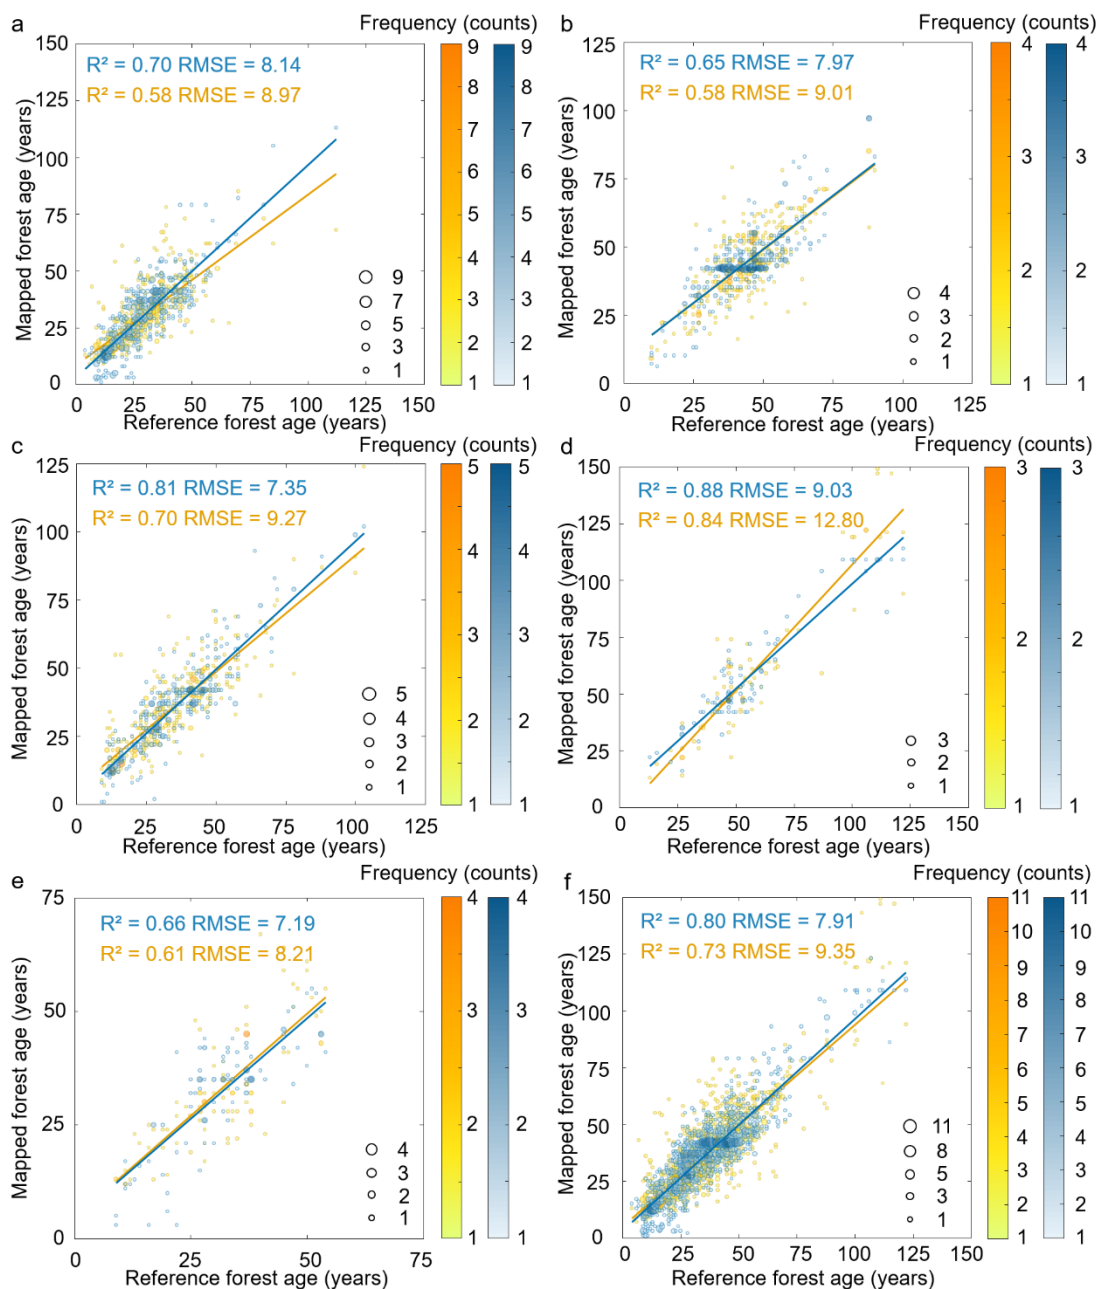 a
Frequency (counts)
150
125
100
75
50
25
0
Mapped forest age (years)
R² = 0.70 RMSE = 8.14
R² = 0.58 RMSE = 8.97
9
7
5
3
1
0 25 50 75 100 125 150
Reference forest age (years)
9 9
8 8
7 7
6 6
5 5
4 4
3 3
2 2
1 1
b
Frequency (counts)
125
100
75
50
25
0
Mapped forest age (years)
R² = 0.65 RMSE = 7.97
R² = 0.58 RMSE = 9.01
4
3
2
1
0 25 50 75 100 125
Reference forest age (years)
4 4
3 3
2 2
1 1
c
Frequency (counts)
125
100
75
50
25
0
Mapped forest age (years)
R² = 0.81 RMSE = 7.35
R² = 0.70 RMSE = 9.27
5
4
3
2
1
0 25 50 75 100 125
Reference forest age (years)
5 5
4 4
3 3
2 2
1 1
d
Frequency (counts)
150
125
100
75
50
25
0
Mapped forest age (years)
R² = 0.88 RMSE = 9.03
R² = 0.84 RMSE = 12.80
3
2
1
0 25 50 75 100 125 150
Reference forest age (years)
3 3
2 2
1 1
e
Frequency (counts)
75
50
25
0
Mapped forest age (years)
R² = 0.66 RMSE = 7.19
R² = 0.61 RMSE = 8.21
4
3
2
1
0 25 50 75
Reference forest age (years)
4 4
3 3
2 2
1 1
f
Frequency (counts)
150
125
100
75
50
25
0
Mapped forest age (years)
R² = 0.80 RMSE = 7.91
R² = 0.73 RMSE = 9.35
11
8
5
3
1
0 25 50 75 100 125 150
Reference forest age (years)
11 11
10 10
9 9
8 8
7 7
6 6
5 5
4 4
3 3
2 2
1 1